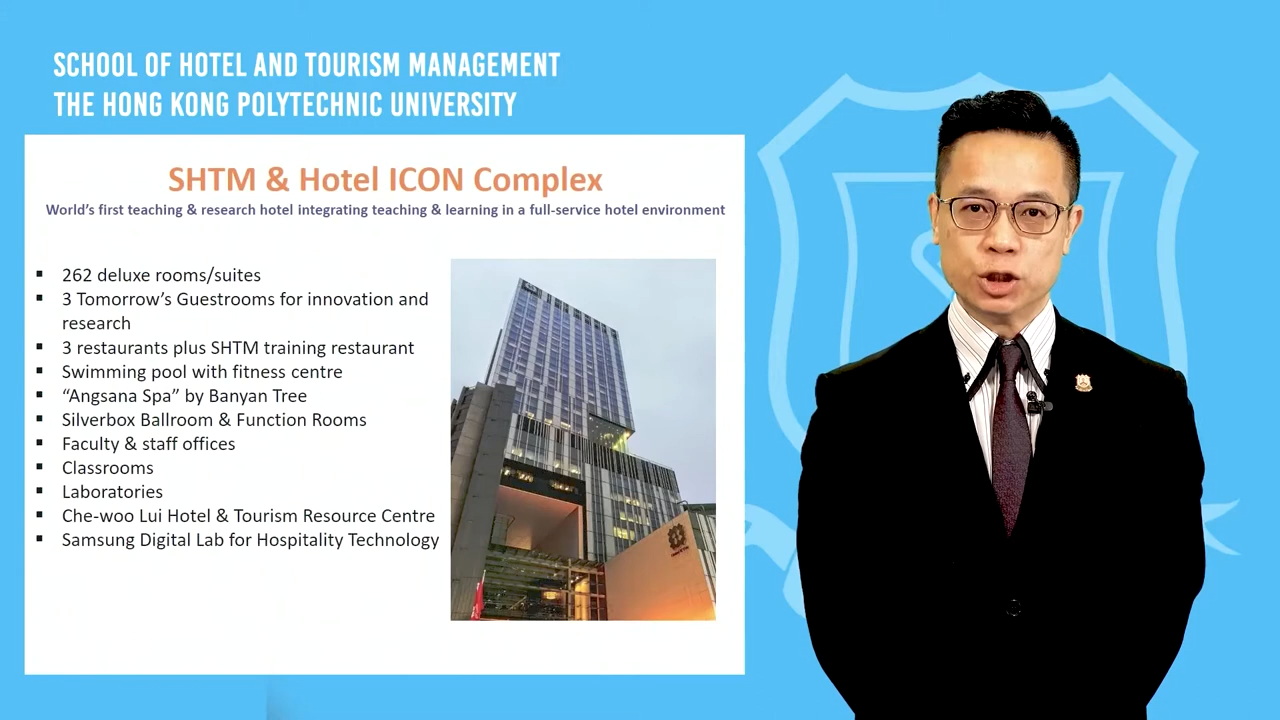 SCHOOL OF HOTEL AND TOURISM MANAGEMENT
THE HONG KONG POLYTECHNIC UNIVERSITY
SHTM & Hotel ICON Complex
World's first teaching & research hotel integrating teaching & learning in a full-service hotel environment
▪ 262 deluxe rooms/suites
▪ 3 Tomorrow's Guestrooms for innovation and
research
▪ 3 restaurants plus SHTM training restaurant
▪ Swimming pool with fitness centre
▪ “Angsana Spa” by Banyan Tree
▪ Silverbox Ballroom & Function Rooms
▪ Faculty & staff offices
▪ Classrooms
▪ Laboratories
▪ Che-woo Lui Hotel & Tourism Resource Centre
▪ Samsung Digital Lab for Hospitality Technology